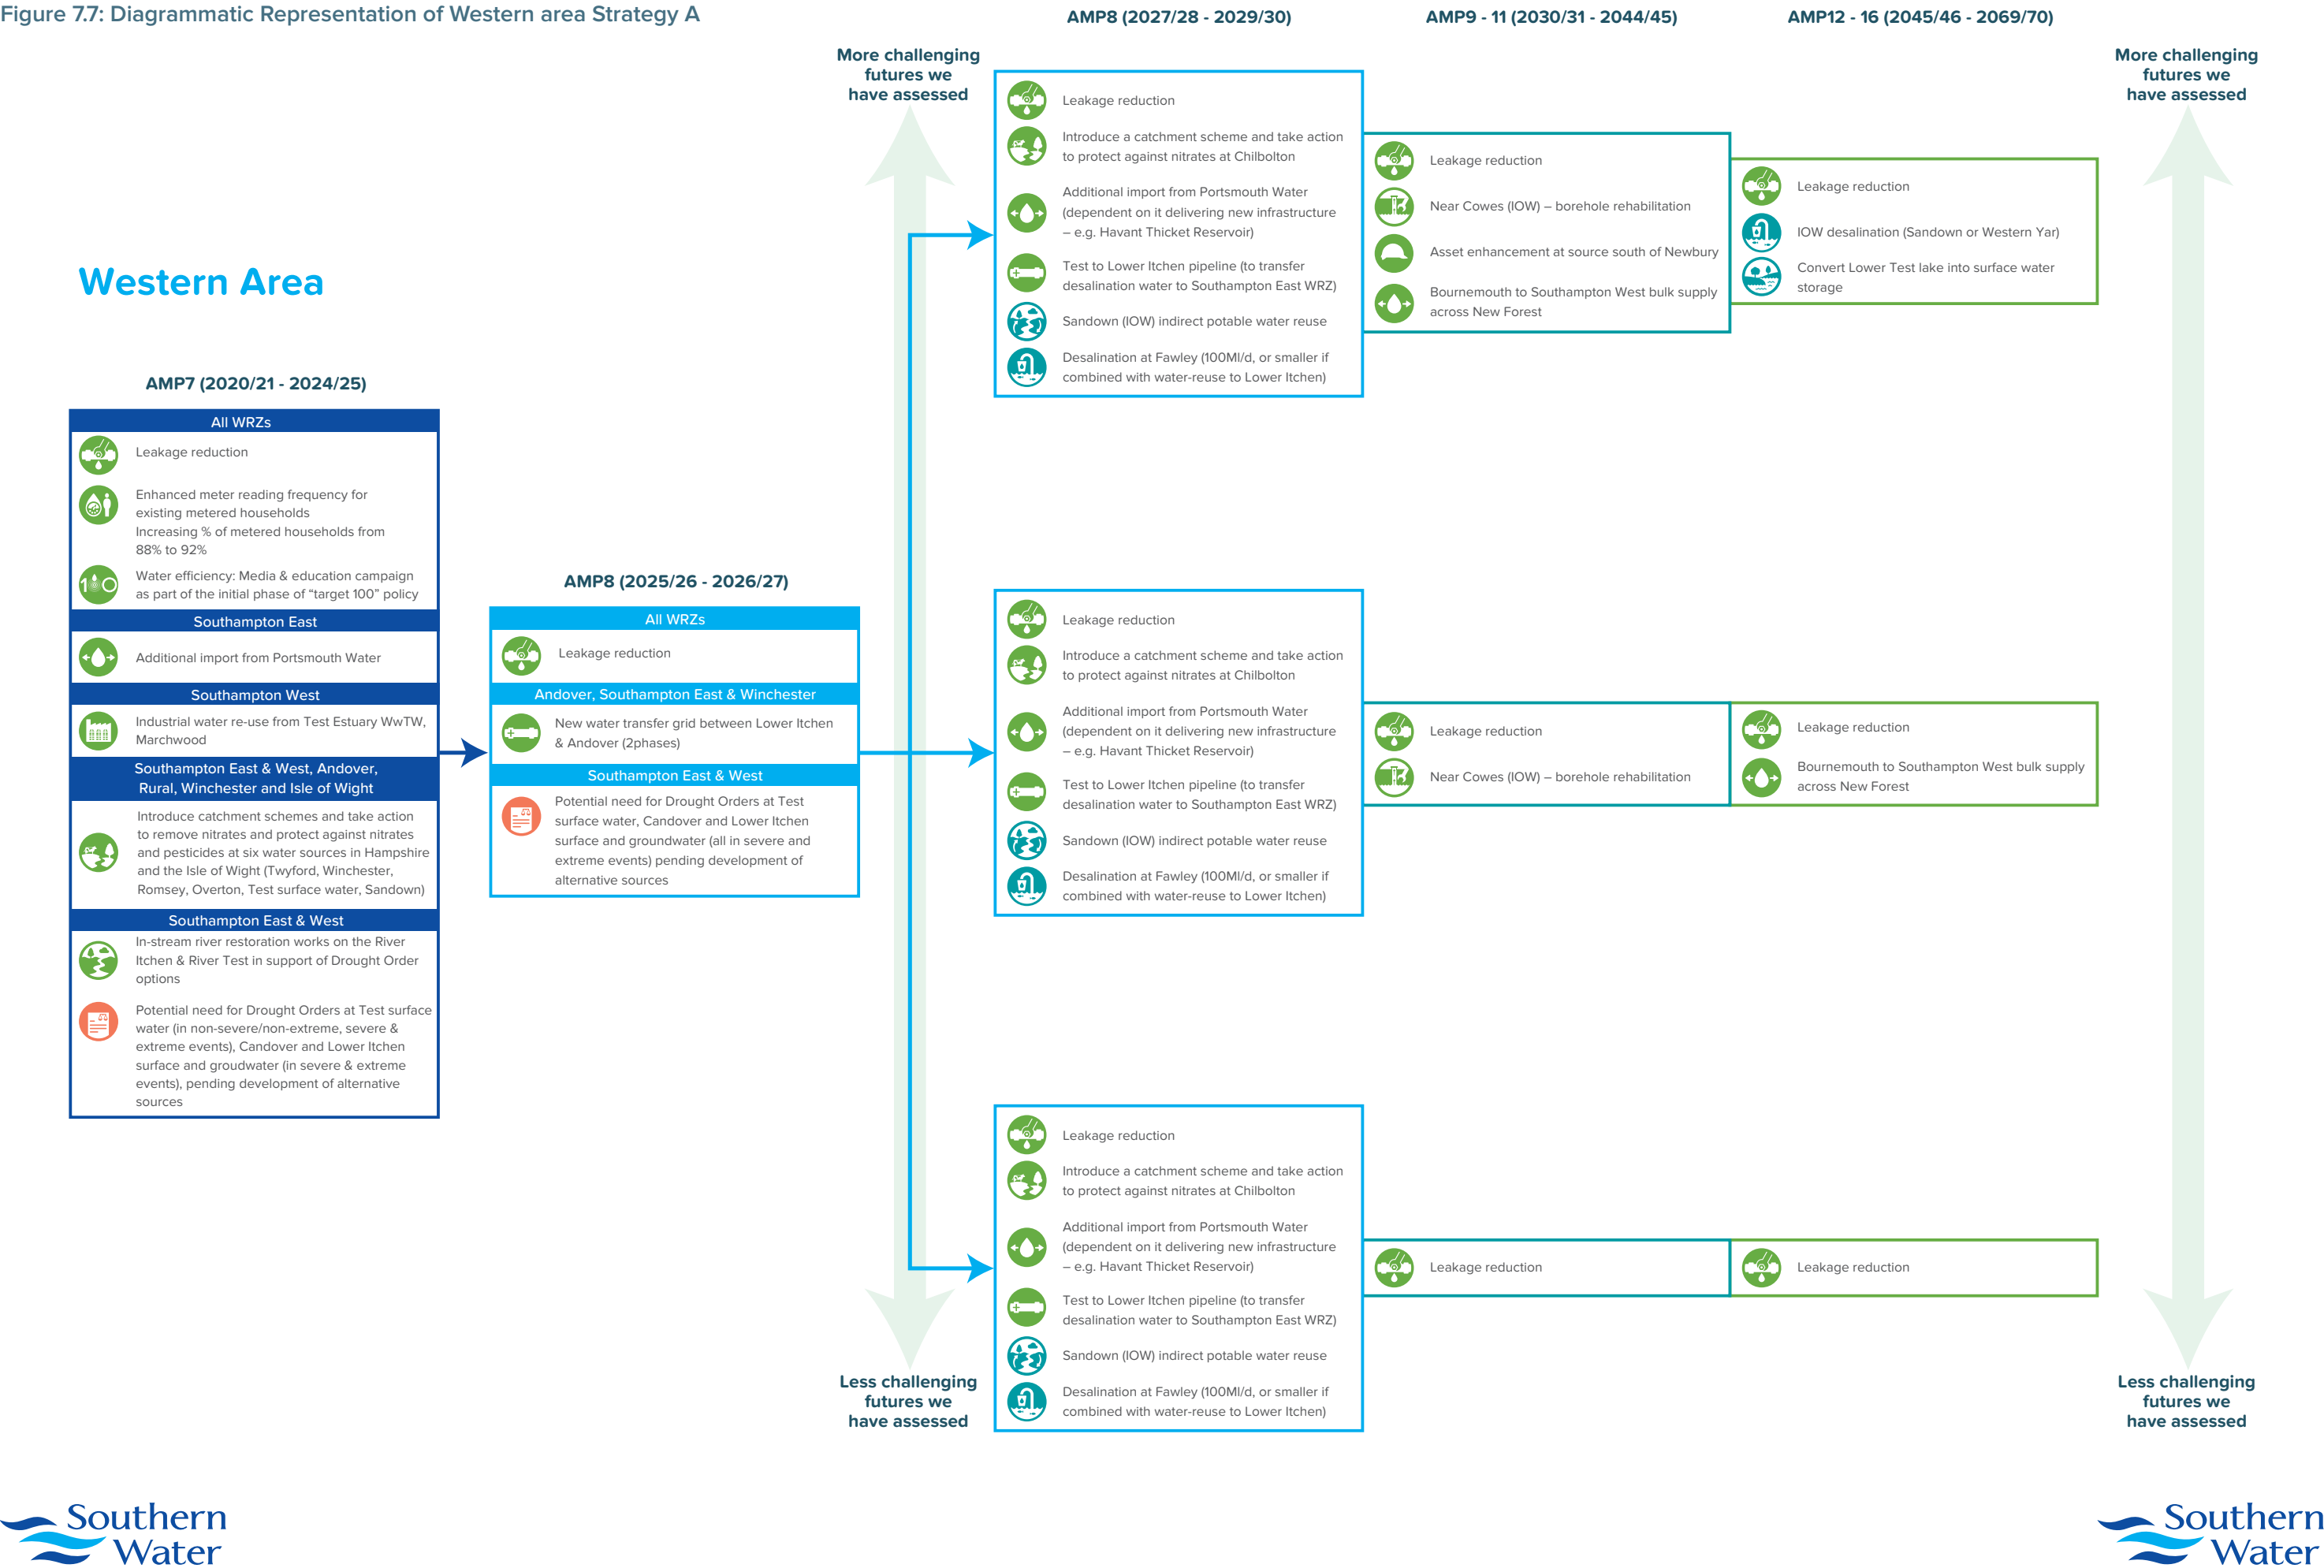 Figure 7.7: Diagrammatic Representation of Western area Strategy A
AMP8 (2027/28 - 2029/30)
AMP9 - 11 (2030/31 - 2044/45)
AMP12 - 16 (2045/46 - 2069/70)
More challenging
futures we
have assessed
More challenging
futures we
have assessed
Western Area
AMP7 (2020/21 - 2024/25)
All WRZs
Leakage reduction
Enhanced meter reading frequency for
existing metered households
Increasing % of metered households from
88% to 92%
Water efficiency: Media & education campaign
as part of the initial phase of “target 100” policy
Southampton East
Additional import from Portsmouth Water
Southampton West
Industrial water re-use from Test Estuary WwTW,
Marchwood
Southampton East & West, Andover,
Rural, Winchester and Isle of Wight
Introduce catchment schemes and take action
to remove nitrates and protect against nitrates
and pesticides at six water sources in Hampshire
and the Isle of Wight (Twyford, Winchester,
Romsey, Overton, Test surface water, Sandown)
Southampton East & West
In-stream river restoration works on the River
Itchen & River Test in support of Drought Order
options
Potential need for Drought Orders at Test surface
water (in non-severe/non-extreme, severe &
extreme events), Candover and Lower Itchen
surface and groudwater (in severe & extreme
events), pending development of alternative
sources
AMP8 (2025/26 - 2026/27)
All WRZs
Leakage reduction
Andover, Southampton East & Winchester
New water transfer grid between Lower Itchen
& Andover (2phases)
Southampton East & West
Potential need for Drought Orders at Test
surface water, Candover and Lower Itchen
surface and groundwater (all in severe and
extreme events) pending development of
alternative sources
Leakage reduction
Introduce a catchment scheme and take action
to protect against nitrates at Chilbolton
Additional import from Portsmouth Water
(dependent on it delivering new infrastructure
– e.g. Havant Thicket Reservoir)
Test to Lower Itchen pipeline (to transfer
desalination water to Southampton East WRZ)
Sandown (IOW) indirect potable water reuse
Desalination at Fawley (100Ml/d, or smaller if
combined with water-reuse to Lower Itchen)
Leakage reduction
Near Cowes (IOW) – borehole rehabilitation
Asset enhancement at source south of Newbury
Bournemouth to Southampton West bulk supply
across New Forest
Leakage reduction
IOW desalination (Sandown or Western Yar)
Convert Lower Test lake into surface water
storage
Leakage reduction
Introduce a catchment scheme and take action
to protect against nitrates at Chilbolton
Additional import from Portsmouth Water
(dependent on it delivering new infrastructure
– e.g. Havant Thicket Reservoir)
Test to Lower Itchen pipeline (to transfer
desalination water to Southampton East WRZ)
Sandown (IOW) indirect potable water reuse
Desalination at Fawley (100Ml/d, or smaller if
combined with water-reuse to Lower Itchen)
Leakage reduction
Near Cowes (IOW) – borehole rehabilitation
Leakage reduction
Bournemouth to Southampton West bulk supply
across New Forest
Leakage reduction
Introduce a catchment scheme and take action
to protect against nitrates at Chilbolton
Additional import from Portsmouth Water
(dependent on it delivering new infrastructure
– e.g. Havant Thicket Reservoir)
Test to Lower Itchen pipeline (to transfer
desalination water to Southampton East WRZ)
Sandown (IOW) indirect potable water reuse
Desalination at Fawley (100Ml/d, or smaller if
combined with water-reuse to Lower Itchen)
Leakage reduction
Leakage reduction
Less challenging
futures we
have assessed
Less challenging
futures we
have assessed
Southern
Water
Southern
Water